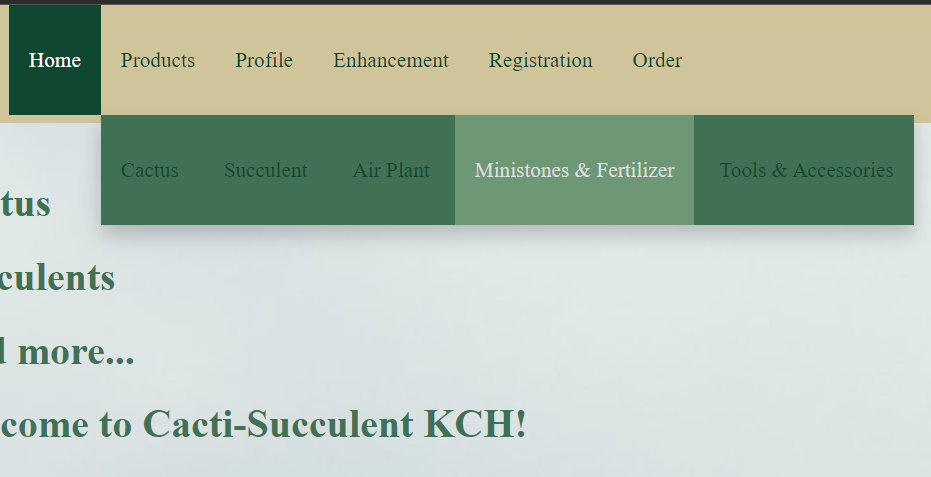 Home Products Profile Enhancement Registration Order
Cactus Succulent Air Plant Ministones & Fertilizer Tools & Accessories
tus
culents
more...
come to Cacti-Succulent KCH!